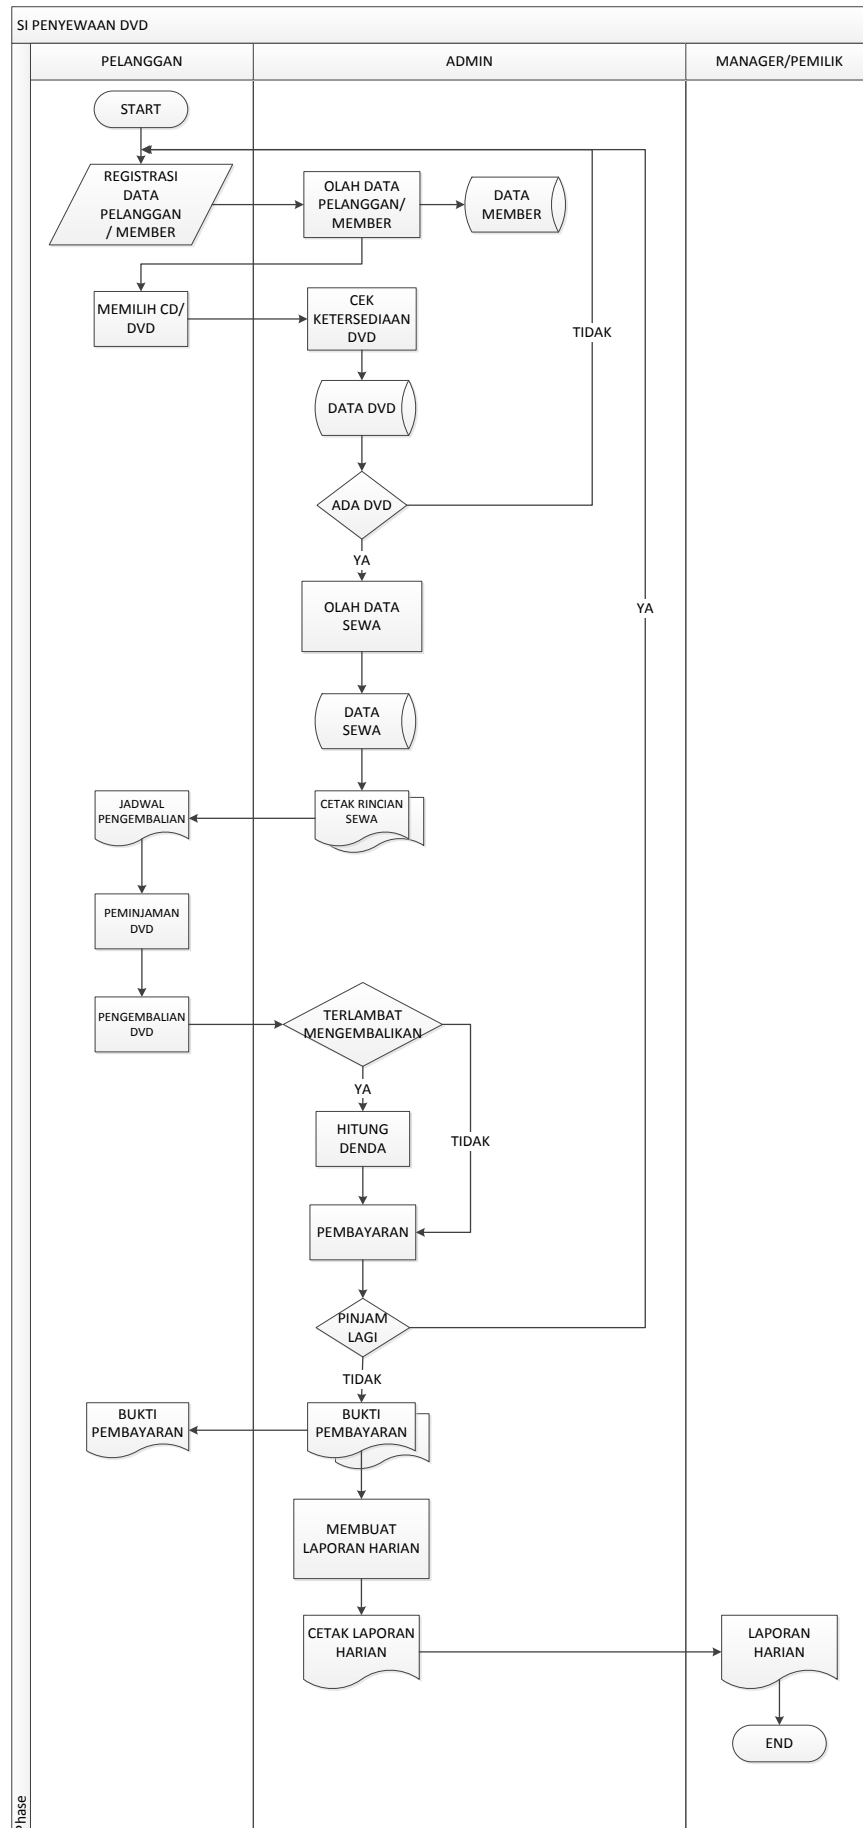 SI PENYEWAAN DVD
PELANGGAN
ADMIN
MANAGER/PEMILIK
START
REGISTRASI
DATA
PELANGGAN
/ MEMBER
OLAH DATA
PELANGGAN/
MEMBER
DATA
MEMBER
MEMILIH CD/
DVD
CEK
KETERSEDIAAN
DVD
TIDAK
DATA DVD
ADA DVD
YA
OLAH DATA
SEWA
YA
DATA
SEWA
JADWAL
PENGEMBALIAN
CETAK RINCIAN
SEWA
PEMINJAMAN
DVD
PENGEMBALIAN
DVD
TERLAMBAT
MENGEMBALIKAN
YA
HITUNG
DENDA
TIDAK
PEMBAYARAN
PINJAM
LAGI
TIDAK
BUKTI
PEMBAYARAN
BUKTI
PEMBAYARAN
MEMBUAT
LAPORAN HARIAN
CETAK LAPORAN
HARIAN
LAPORAN
HARIAN
END
Phase